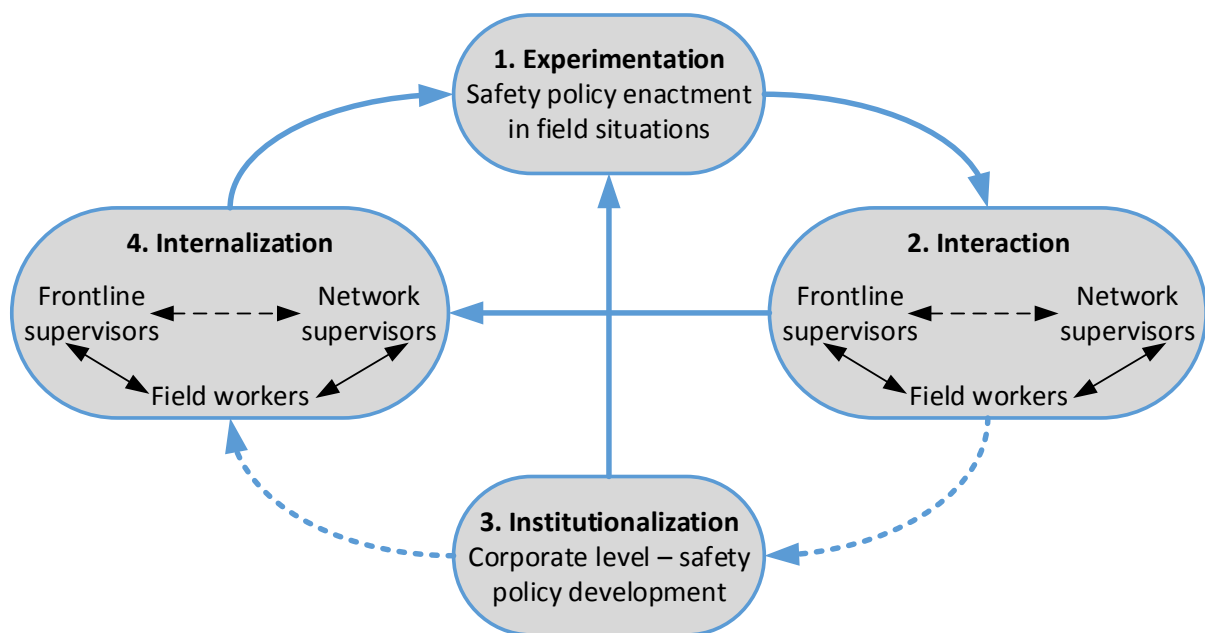 1. Experimentation
Safety policy enactment
in field situations
4. Internalization
Frontline
supervisors
Network
supervisors
Field workers
2. Interaction
Frontline
supervisors
Network
supervisors
Field workers
3. Institutionalization
Corporate level – safety
policy development